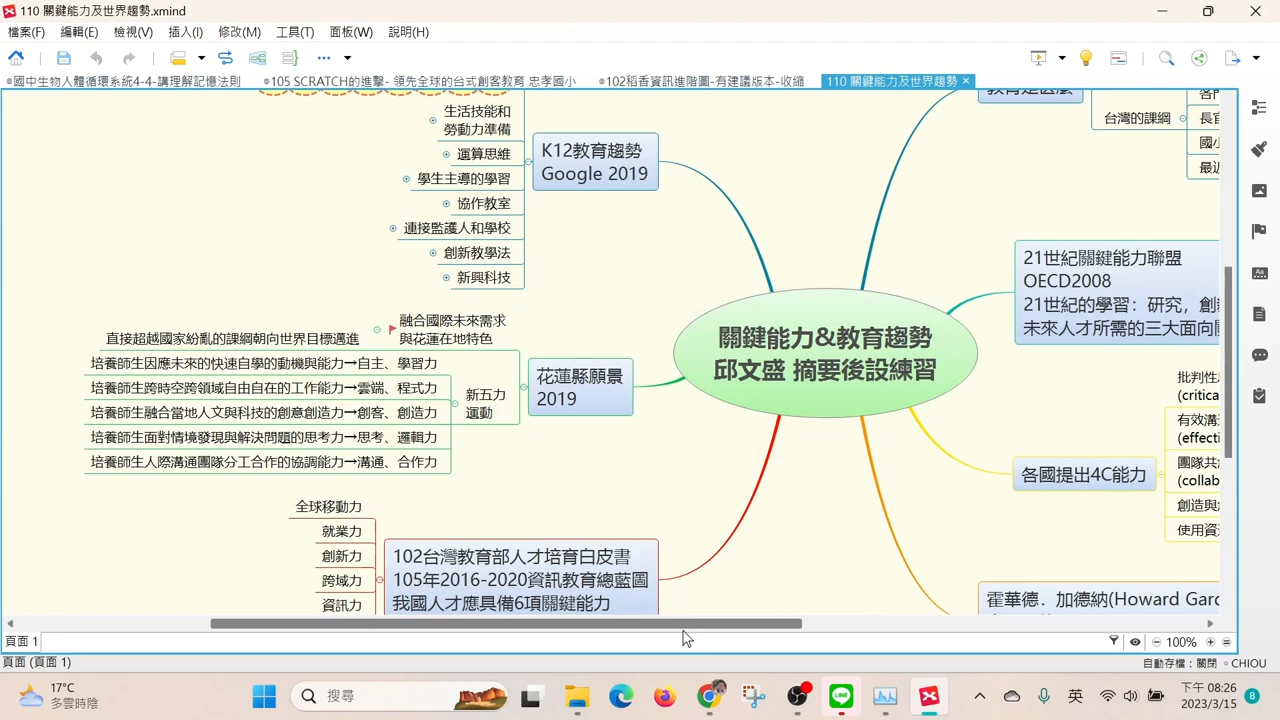 110 關鍵能力及世界趨勢.xmind
檔案(F) 編輯(E) 檢視(V) 插入(I) 修改(M) 工具(T) 面板(W) 說明(H)
國中生物人體循環系統4-4-講理解記憶法則
105 SCRATCH的進擊- 領先全球的台式創客教育 忠孝國小
102稻香資訊進階圖-有建議版本-收縮
110 關鍵能力及世界趨勢
生活技能和
勞動力準備
運算思維
學生主導的學習
協作教室
連接監護人和學校
創新教學法
新興科技
K12教育趨勢
Google 2019
台灣的課綱
長官
國小
最近
21世紀關鍵能力聯盟
OECD2008
21世紀的學習：研究，創
未來人才所需的三大面向
關鍵能力&教育趨勢
邱文盛 摘要後設練習
融合國際未來需求
與花蓮在地特色
直接超越國家紛亂的課綱朝向世界目標邁進
培養師生因應未來的快速自學的動機與能力→自主、學習力
培養師生跨時空跨領域自由自在的工作能力→雲端、程式力
培養師生融合當地人文與科技的創意創造力→創客、創造力
培養師生面對情境發現與解決問題的思考力→思考、邏輯力
培養師生人際溝通團隊分工合作的協調能力→溝通、合作力
新五力
運動
花蓮縣願景
2019
各國提出4C能力
批判性
(critica
有效溝
(effecti
團隊共
(collab
創造與
使用資
全球移動力
就業力
創新力
跨域力
資訊力
102台灣教育部人才培育白皮書
105年2016-2020資訊教育總藍圖
我國人才應具備6項關鍵能力
霍華德．加德納(Howard Gard
頁面 1
100%
頁面 (頁面 1)
自動存檔：關閉
CHIOU
17°C
多雲時陰
搜尋
英
下午 08:26
2023/3/15
8